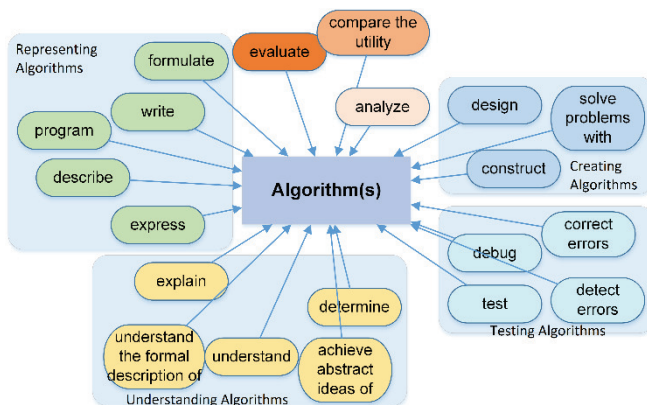 Representing
Algorithms
formulate
write
program
describe
express
evaluate
compare the
utility
analyze
design
solve
problems
with
construct
Creating
Algorithms
Algorithm(s)
correct
errors
debug
test
detect
errors
Testing Algorithms
explain
determine
understand
the formal
description of
understand
achieve
abstract
ideas of
Understanding Algorithms